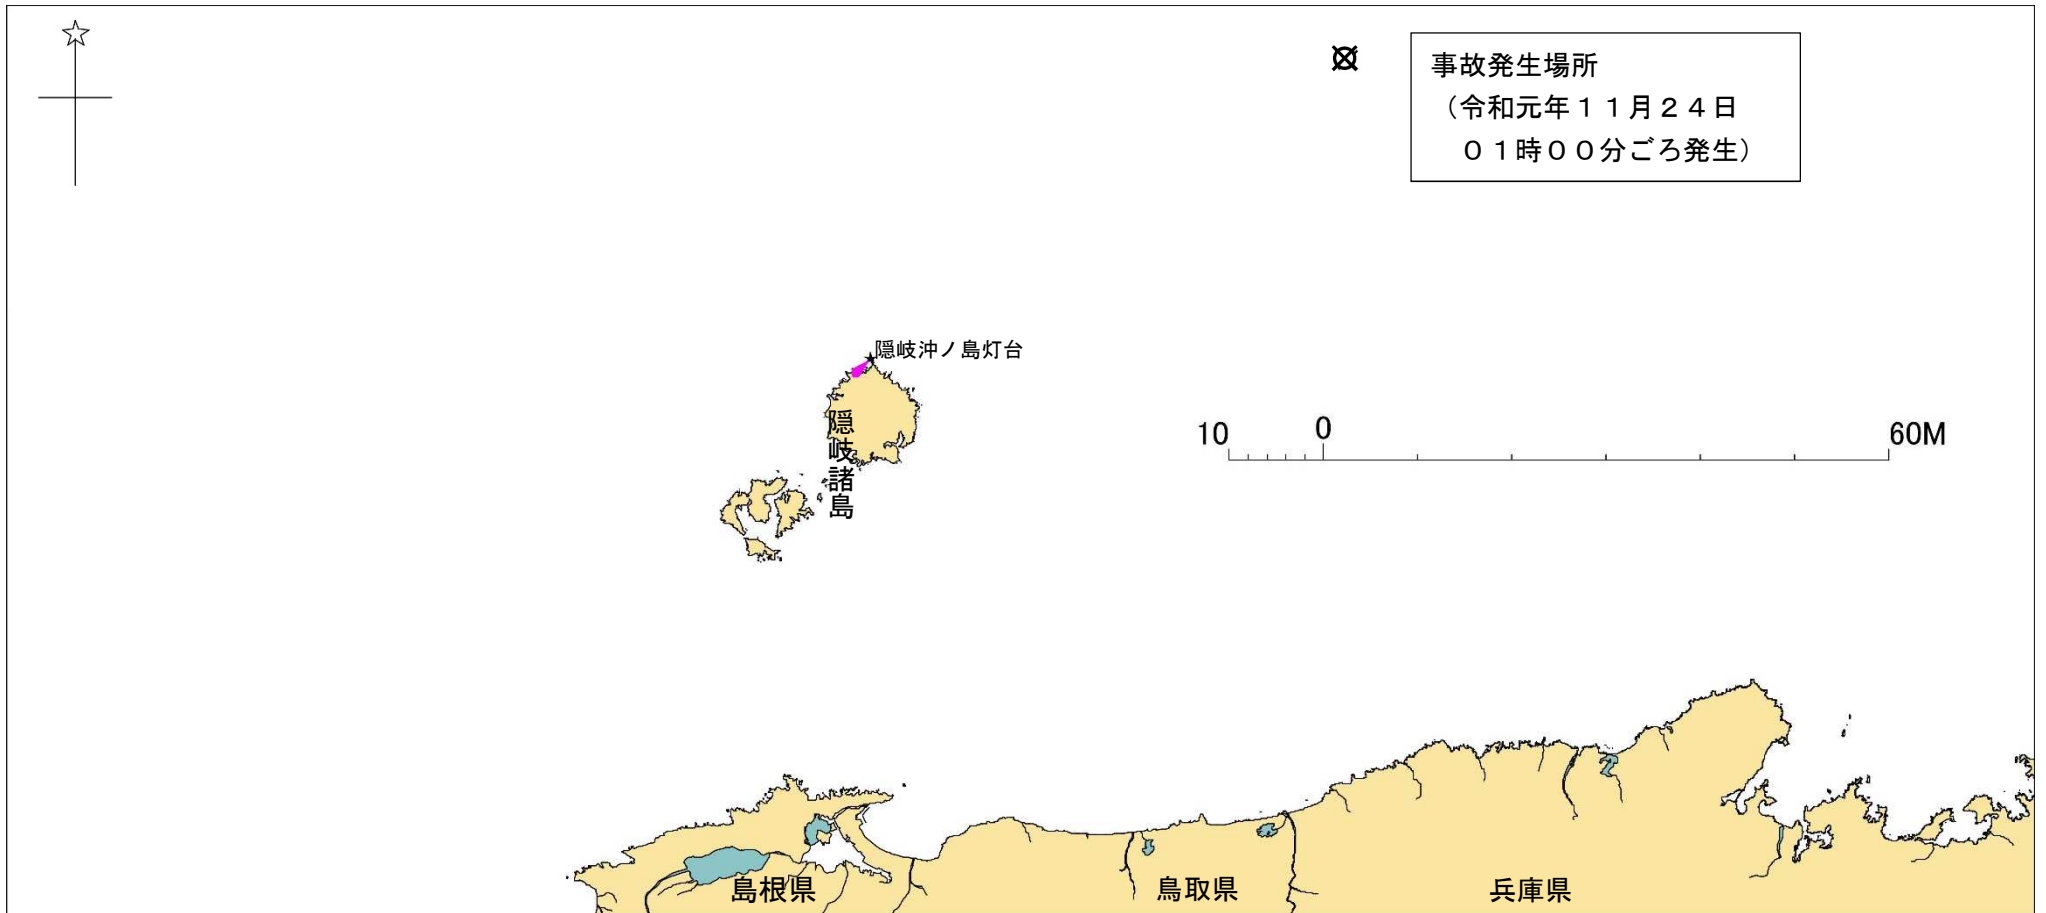 事故発生場所
（令和元年１１月２４日
０１時００分ごろ発生）
隠岐沖ノ島灯台
隠岐諸島
10 0 60M
島根県 鳥取県 兵庫県